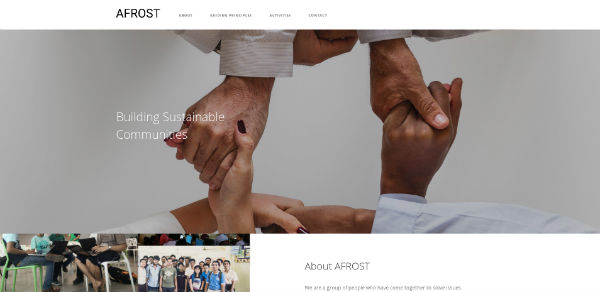 AFROST
ABOUT GUIDING PRINCIPLES ACTIVITIES CONTACT
Building Sustainable
Communities
About AFROST
We are a group of people who have come together to solve issues